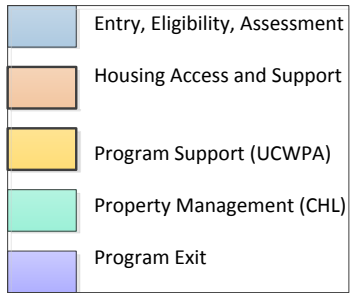 Entry, Eligibility, Assessment
Housing Access and Support
Program Support (UCWPA)
Property Management (CHL)
Program Exit